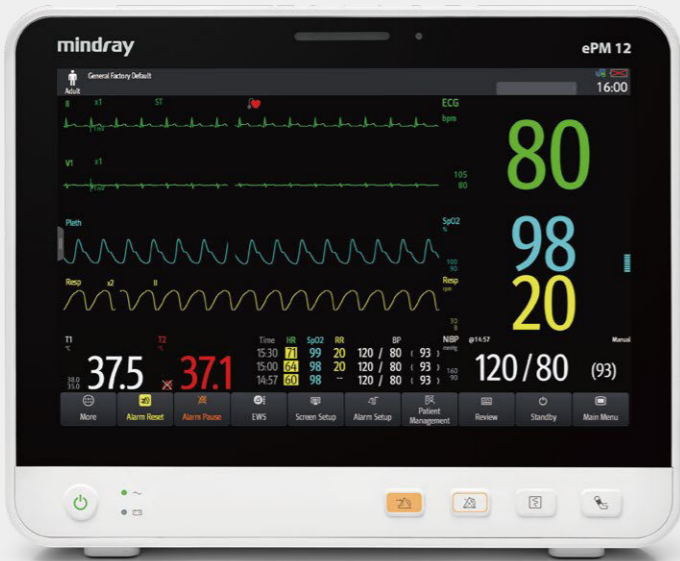 mindray
ePM 12
Adult
General Factory Default
16:00
II x1 ST
ECG
bpm
1mV
80
V1 x1
1mV
105
80
Pleth
SpO2
%
98
100
90
Resp x2 II
Resp
rpm
20
30
8
T1
°C
38.0
35.0
37.5
T2
°C
37.1
Time HR SpO2 RR BP
15:30 71 99 20 120 / 80 ( 93 )
15:00 64 98 20 120 / 80 ( 93 )
14:57 60 98 -- 120 / 80 ( 93 )
NIBP @14:57 Manual
mmHg
160
90
120/80 (93)
More
Alarm Reset
Alarm Pause
EWS
Screen Setup
Alarm Setup
Patient
Management
Review
Standby
Main Menu